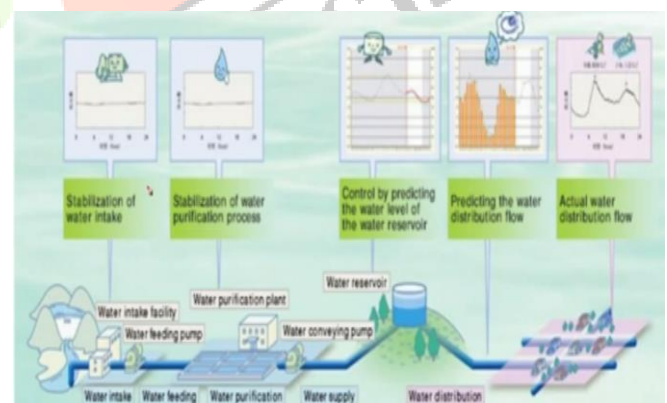 Stabilization of
water intake
Stabilization of water
purification process
Control by predicting
the water level of
the water reservoir
Predicting the water
distribution flow
Actual water
distribution flow
Water reservoir
Water purification plant
Water intake facility
Water feeding pump
Water conveying pump
Water intake
Water feeding
Water purification
Water supply
Water distribution